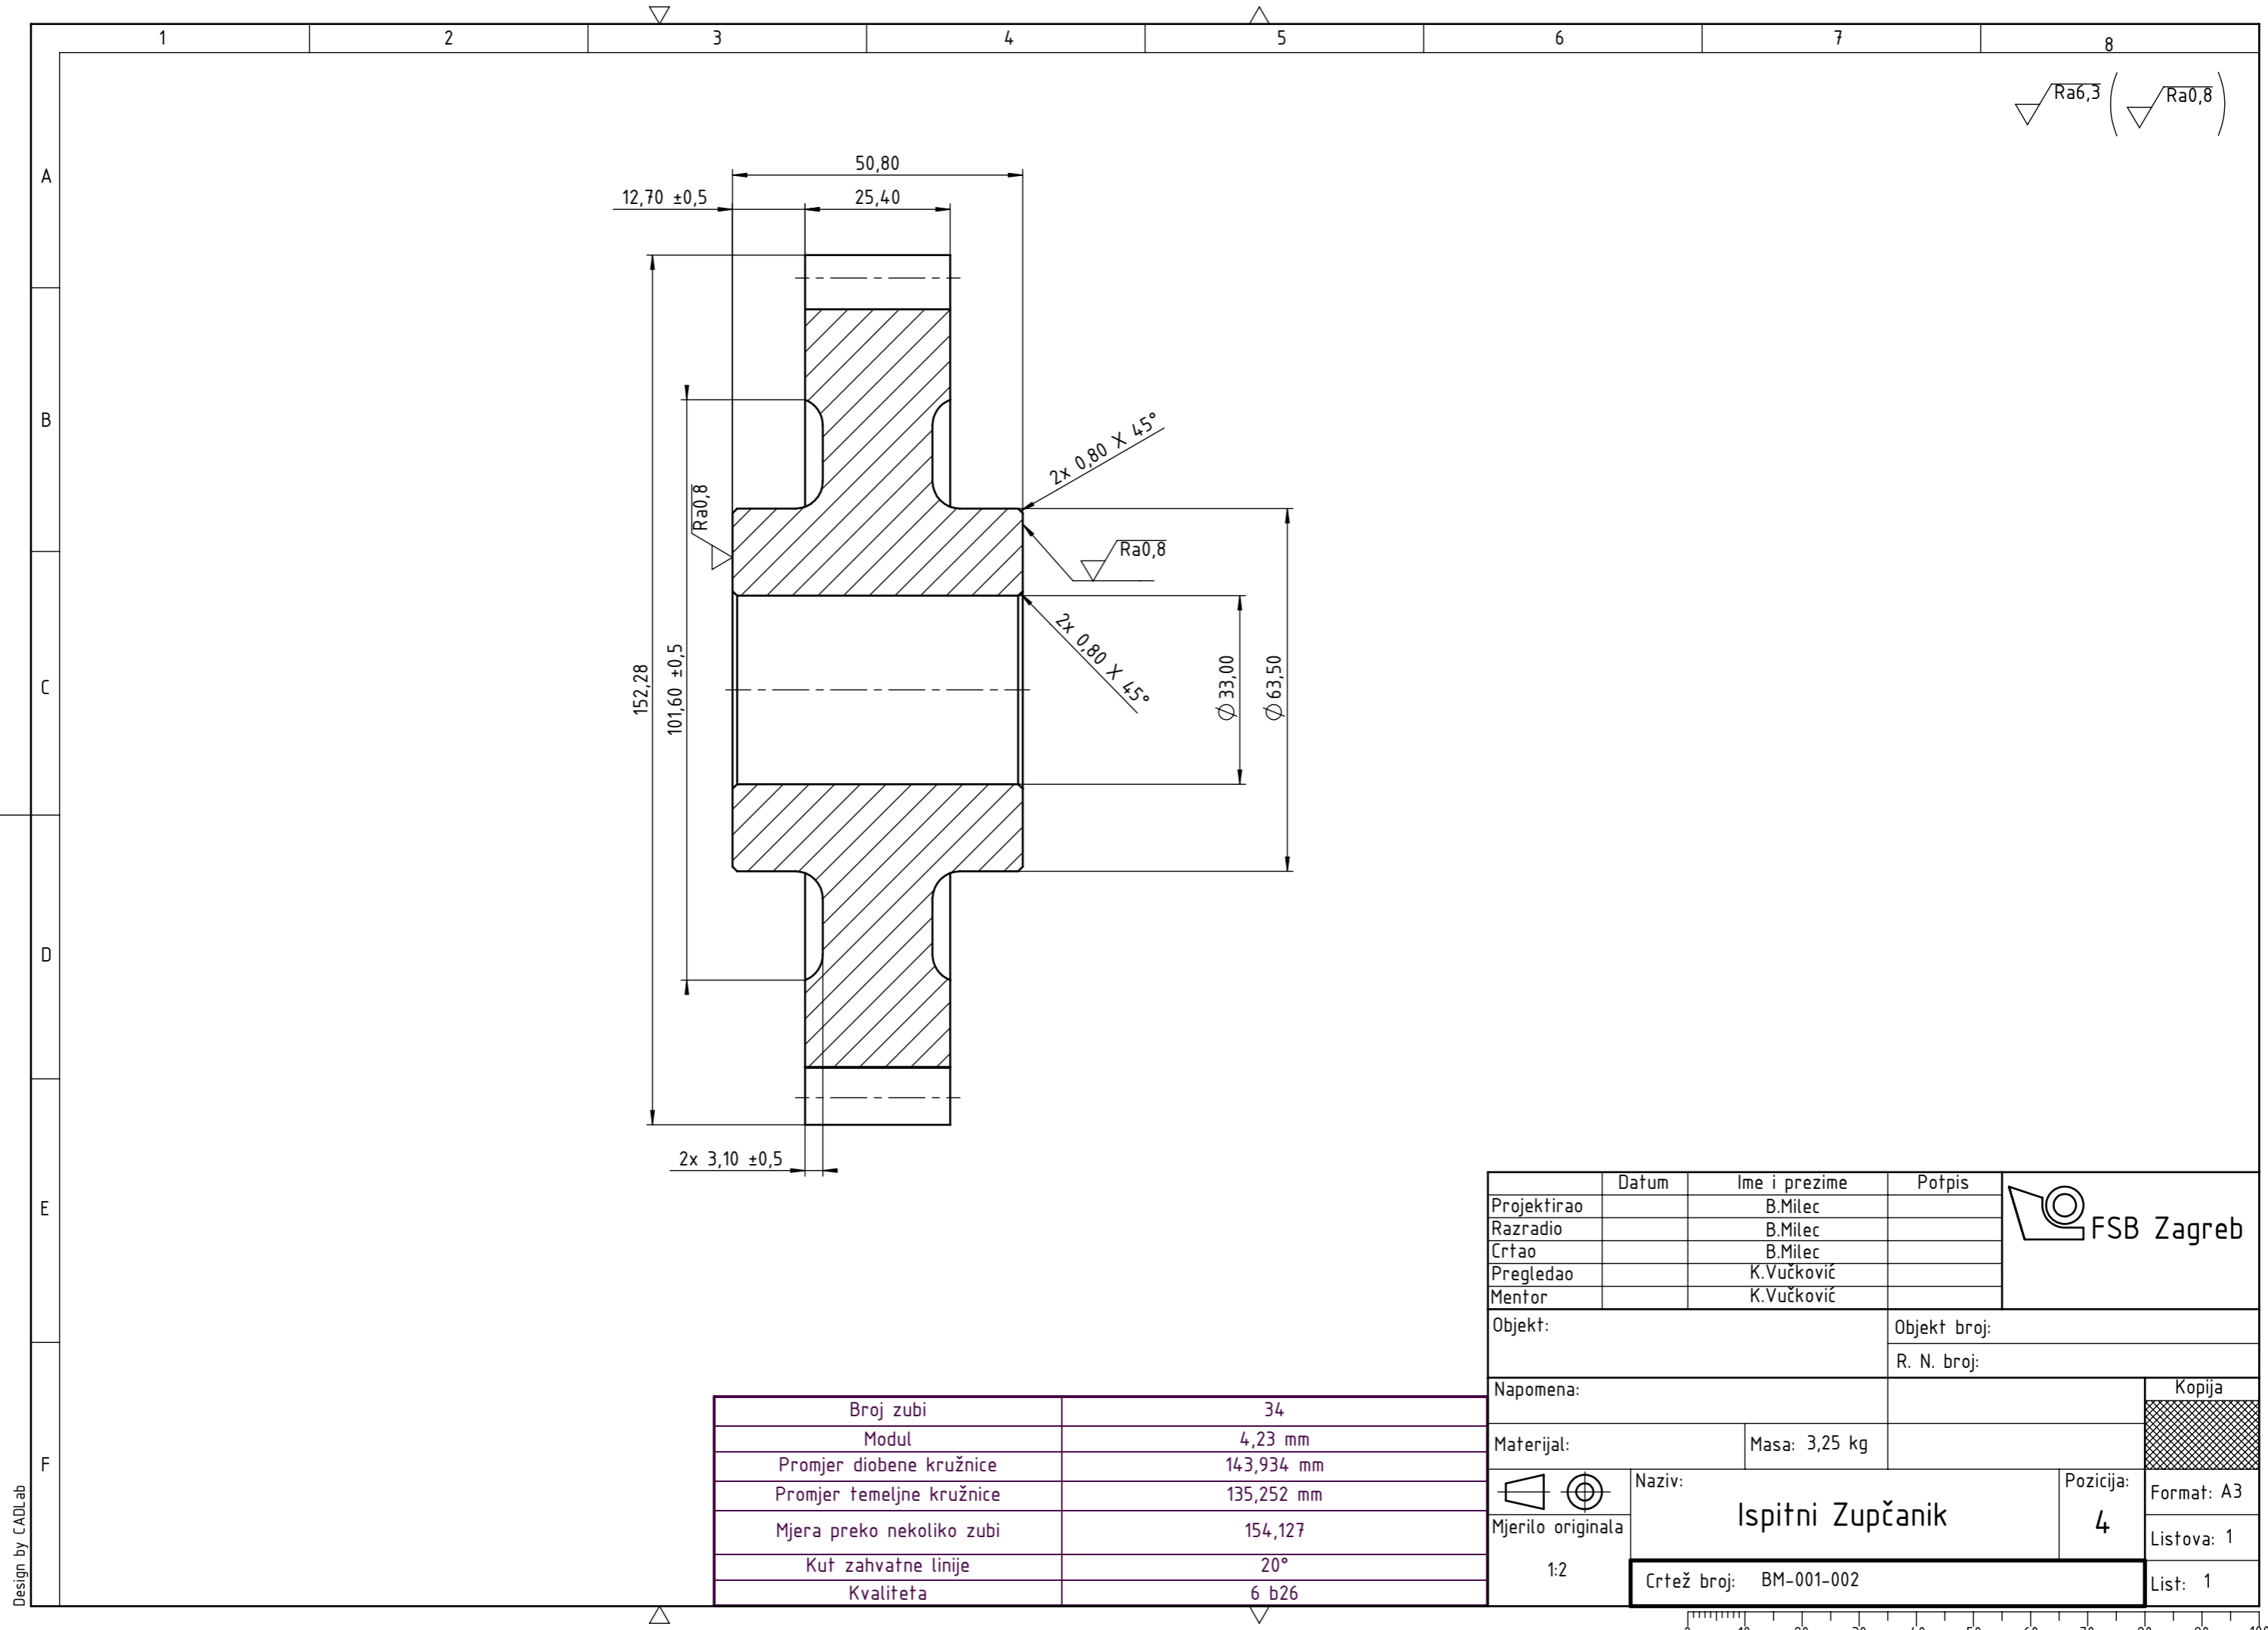 1 2 3 4 5 6 7 8
Ra6,3 ( Ra0,8 )
A
B
C
D
E
F
50,80
12,70 ±0,5
25,40
2x 0,80 X 45°
Ra0,8
Ra0,8
2x 0,80 X 45°
152,28
101,60 ±0,5
Ø 33,00
Ø 63,50
2x 3,10 ±0,5
Datum Ime i prezime Potpis
Projektirao B.Milec
Razradio B.Milec
Crtao B.Milec
Pregledao K.Vučković
Mentor K.Vučković
FSB Zagreb
Objekt:
Objekt broj:
R. N. broj:
Napomena:
Kopija
Materijal:
Masa: 3,25 kg
Naziv:
Ispitni Zupčanik
Pozicija:
4
Format: A3
Mjerilo originala
1:2
Listova: 1
Crtež broj: BM-001-002
List: 1
Broj zubi 34
Modul 4,23 mm
Promjer diobene kružnice 143,934 mm
Promjer temeljne kružnice 135,252 mm
Mjera preko nekoliko zubi 154,127
Kut zahvatne linije 20°
Kvaliteta 6 b26
Design by CADLab